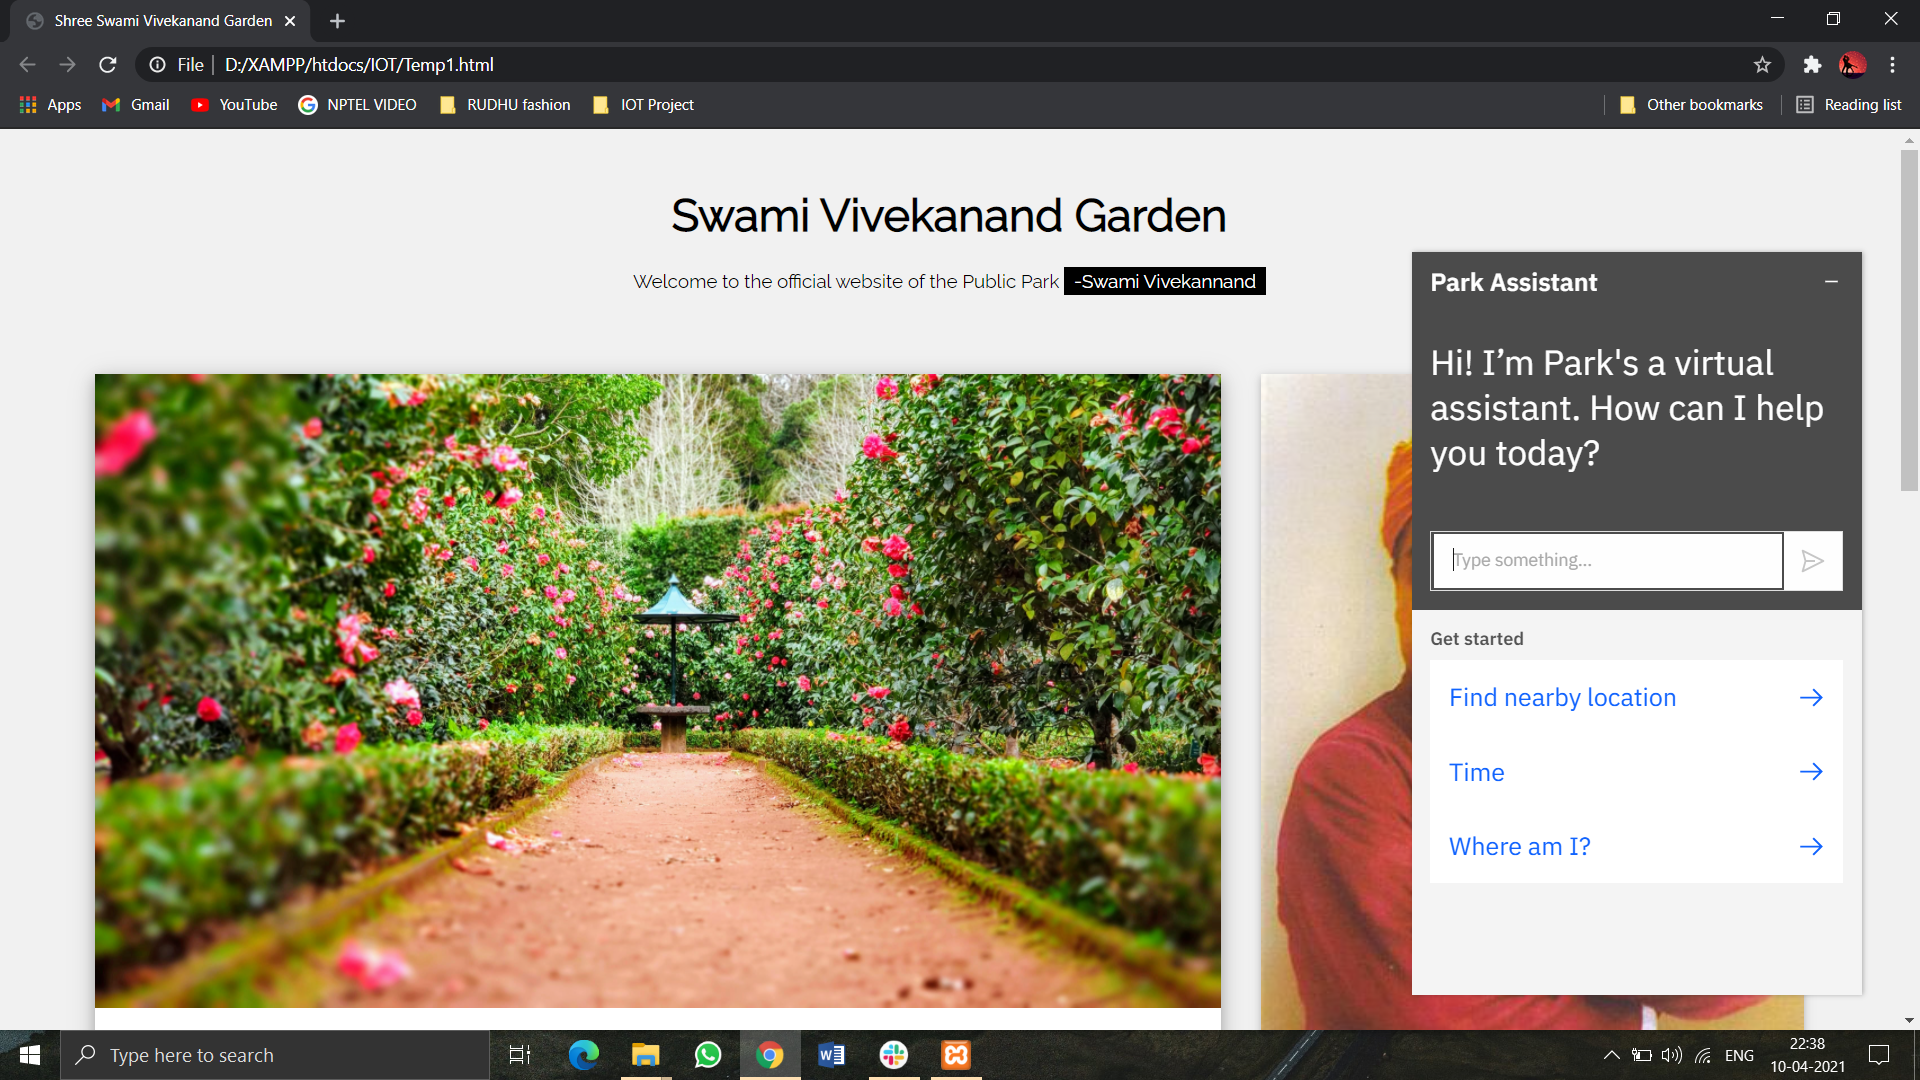 Shree Swami Vivekanand Garden
File
D:/XAMPP/htdocs/IOT/Temp1.html
Apps
Gmail
YouTube
NPTEL VIDEO
RUDHU fashion
IOT Project
Other bookmarks
Reading list
Swami Vivekanand Garden
Welcome to the official website of the Public Park -Swami Vivekannand
Park Assistant
Hi! I’m Park's a virtual
assistant. How can I help
you today?
Type something...
Get started
Find nearby location
Time
Where am I?
Type here to search
ENG
22:38
10-04-2021